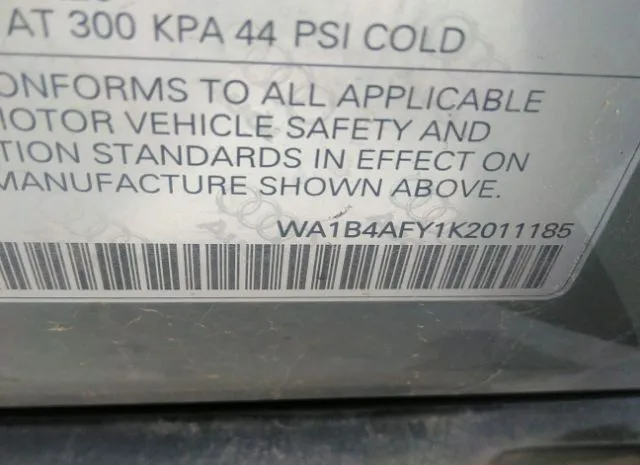 AT 300 KPA 44 PSI COLD
ONFORMS TO ALL APPLICABLE
MOTOR VEHICLE SAFETY AND
TION STANDARDS IN EFFECT ON
MANUFACTURE SHOWN ABOVE.
WA1B4AFY1K2011185